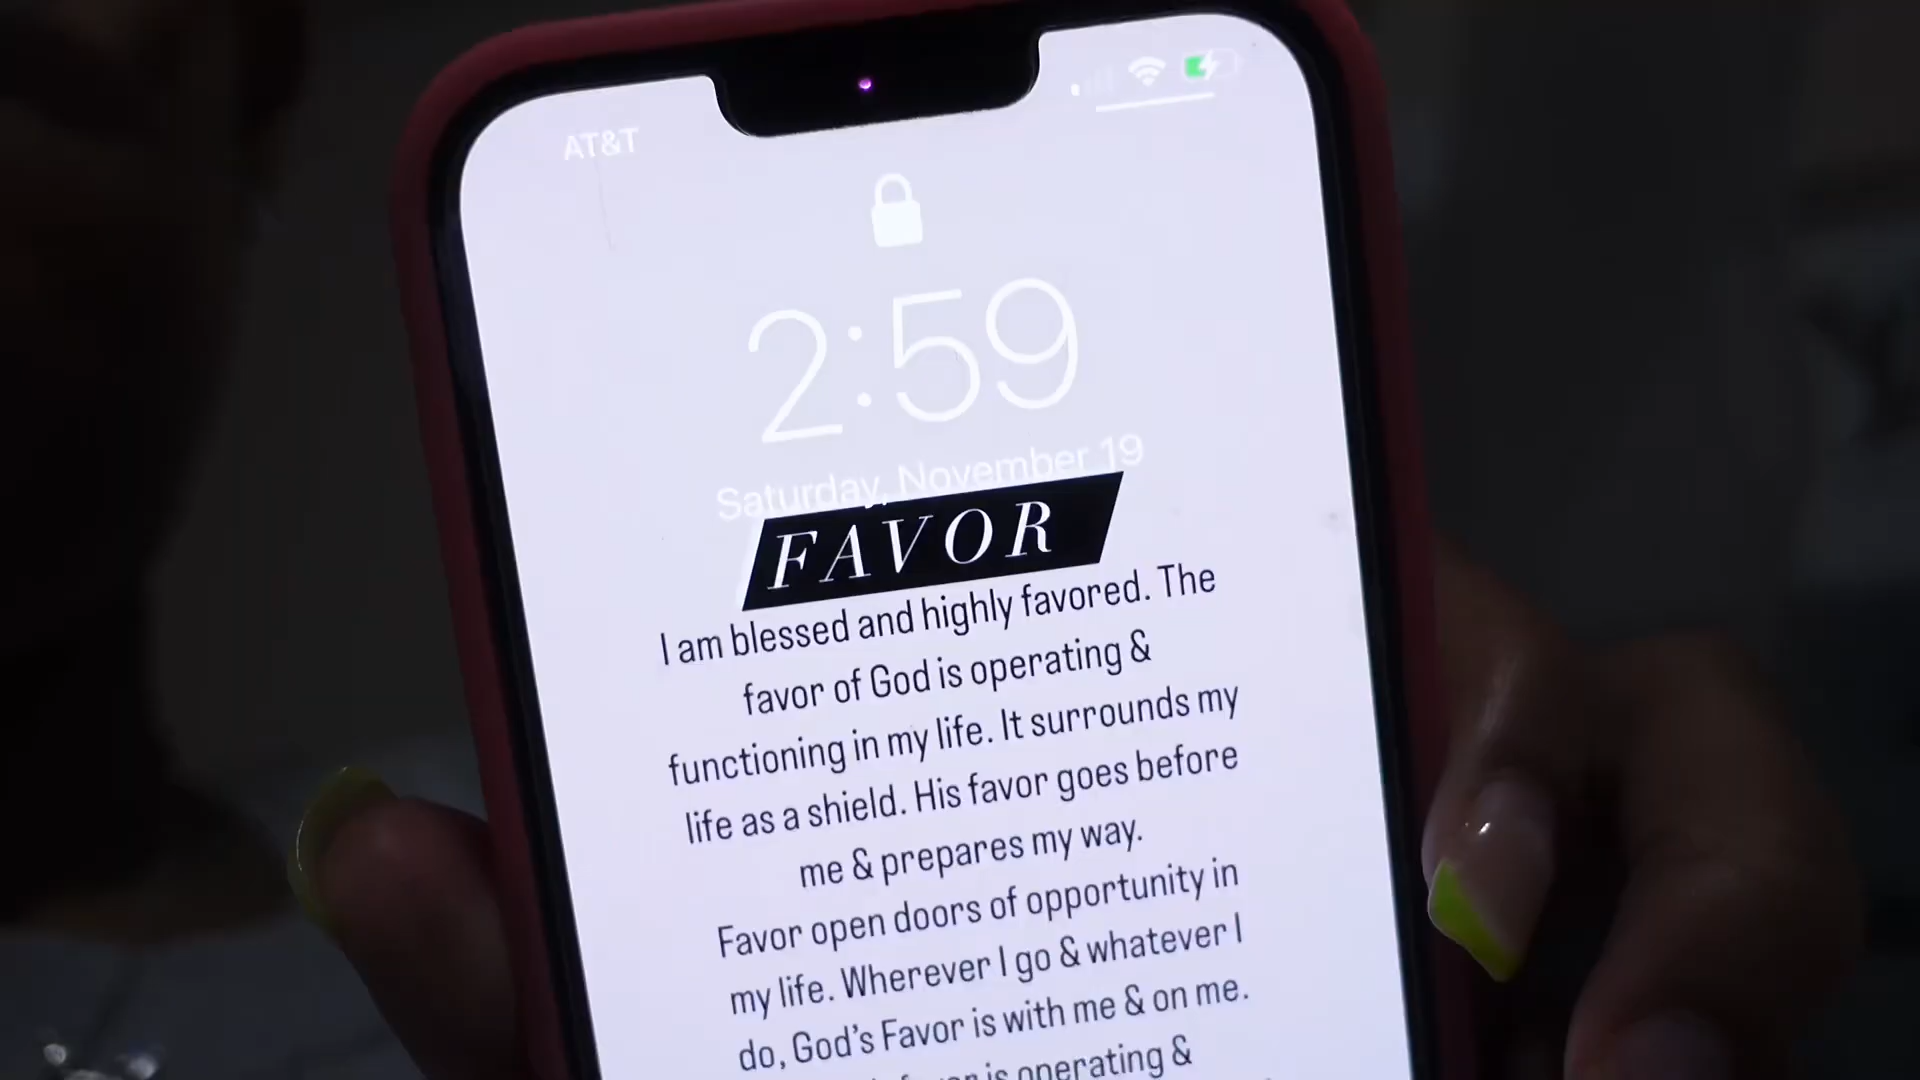 AT&T
2:59
Saturday, November 19
FAVOR
I am blessed and highly favored. The
favor of God is operating &
functioning in my life. It surrounds my
life as a shield. His favor goes before
me & prepares my way.
Favor open doors of opportunity in
my life. Wherever I go & whatever I
do, God's Favor is with me & on me.
is operating &